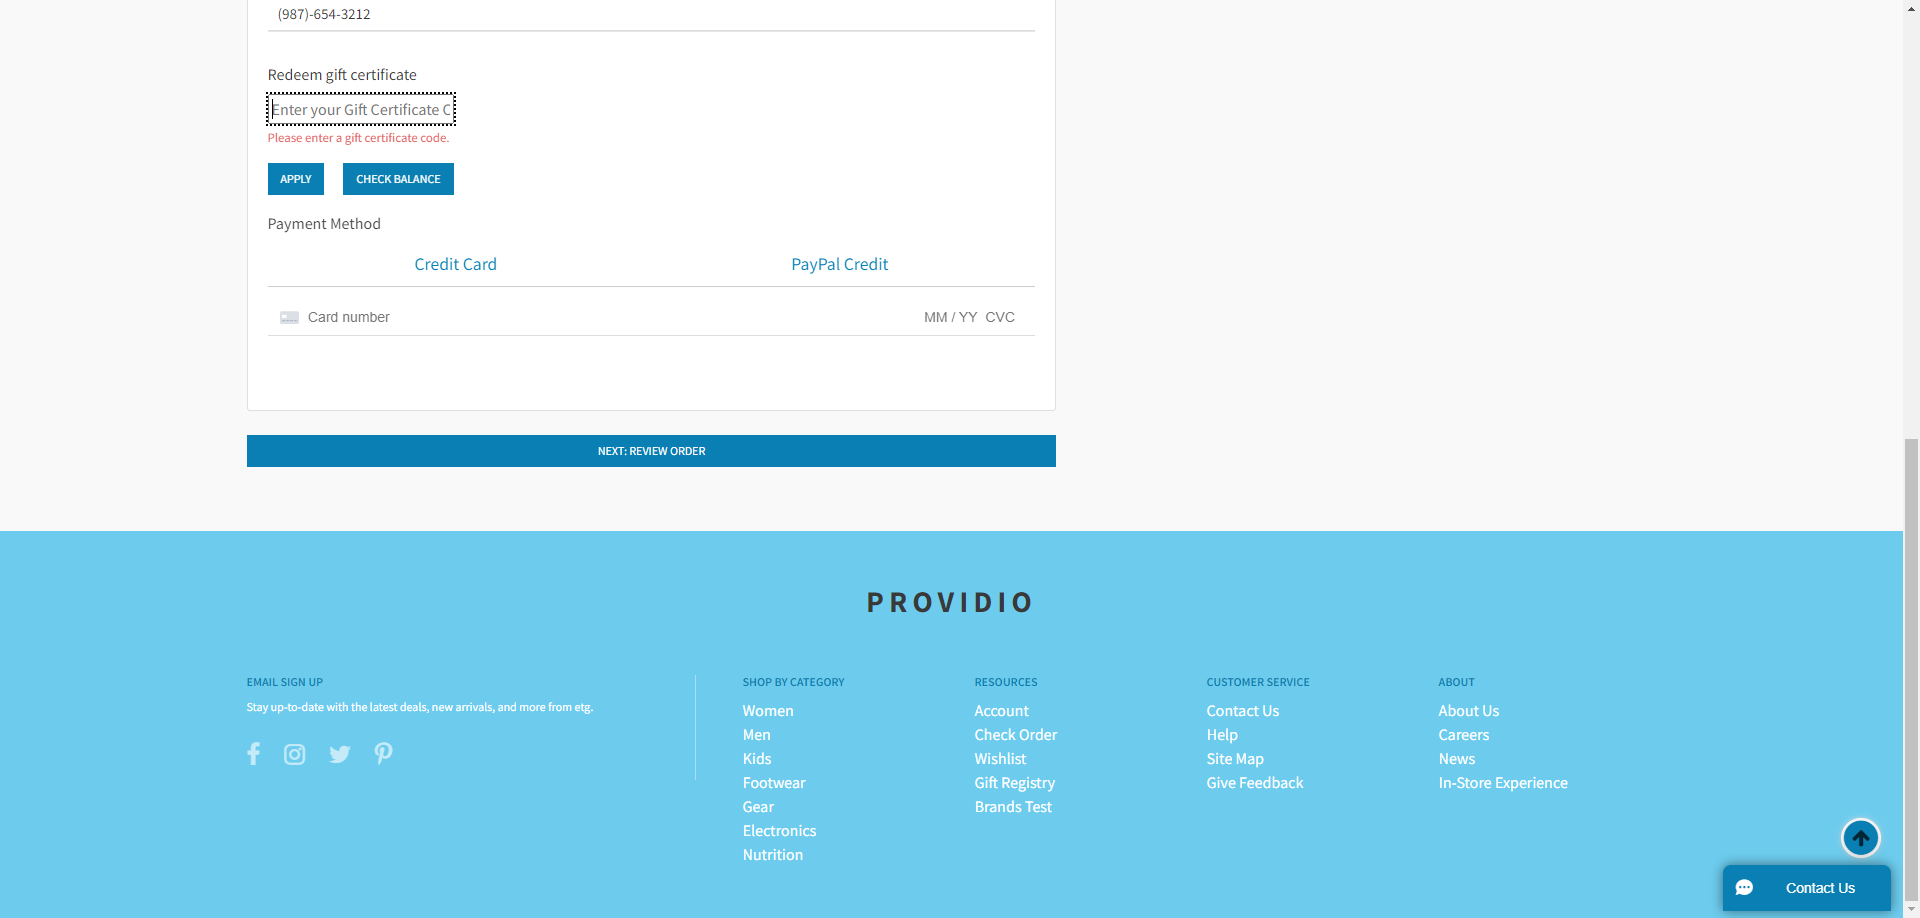 (987)-654-3212
Redeem gift certificate
Enter your Gift Certificate C
Please enter a gift certificate code.
APPLY
CHECK BALANCE
Payment Method
Credit Card
PayPal Credit
Card number
MM / YY CVC
NEXT: REVIEW ORDER
PROVIDIO
EMAIL SIGN UP
Stay up-to-date with the latest deals, new arrivals, and more from etg.
SHOP BY CATEGORY
Women
Men
Kids
Footwear
Gear
Electronics
Nutrition
RESOURCES
Account
Check Order
Wishlist
Gift Registry
Brands Test
CUSTOMER SERVICE
Contact Us
Help
Site Map
Give Feedback
ABOUT
About Us
Careers
News
In-Store Experience
Contact Us